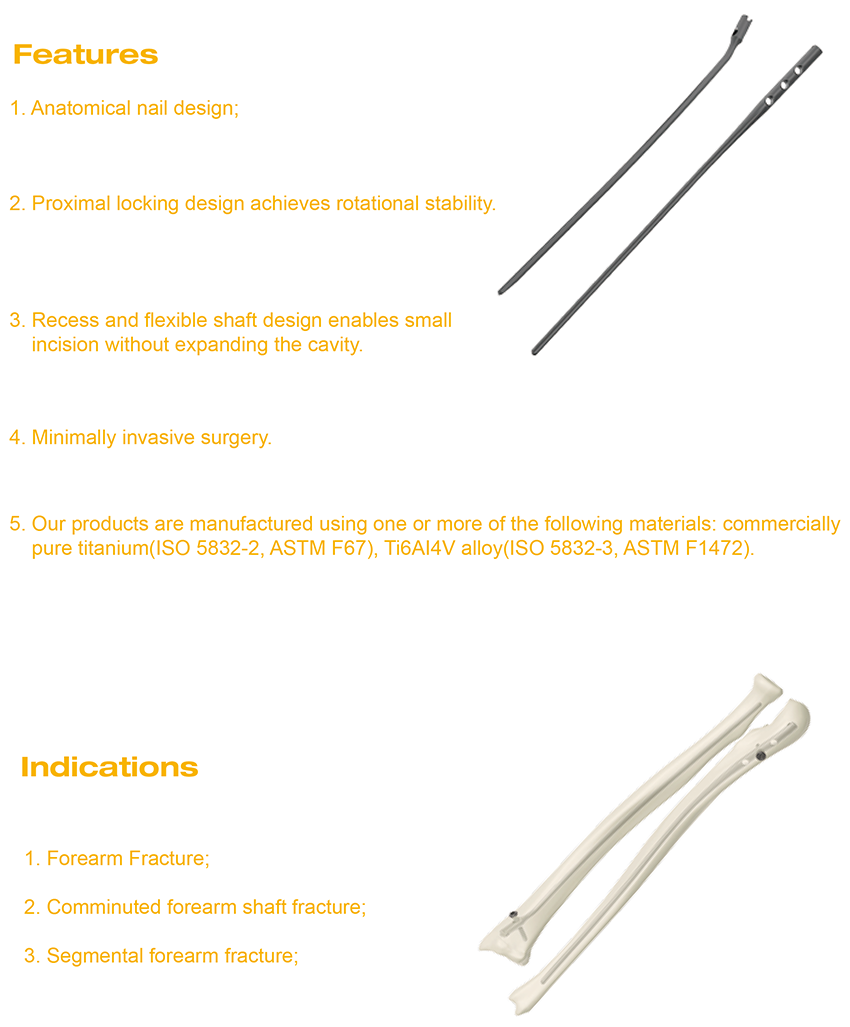 Features
1. Anatomical nail design;
2. Proximal locking design achieves rotational stability.
3. Recess and flexible shaft design enables small
incision without expanding the cavity.
4. Minimally invasive surgery.
5. Our products are manufactured using one or more of the following materials: commercially
pure titanium(ISO 5832-2, ASTM F67), Ti6AI4V alloy(ISO 5832-3, ASTM F1472).
Indications
1. Forearm Fracture;
2. Comminuted forearm shaft fracture;
3. Segmental forearm fracture;